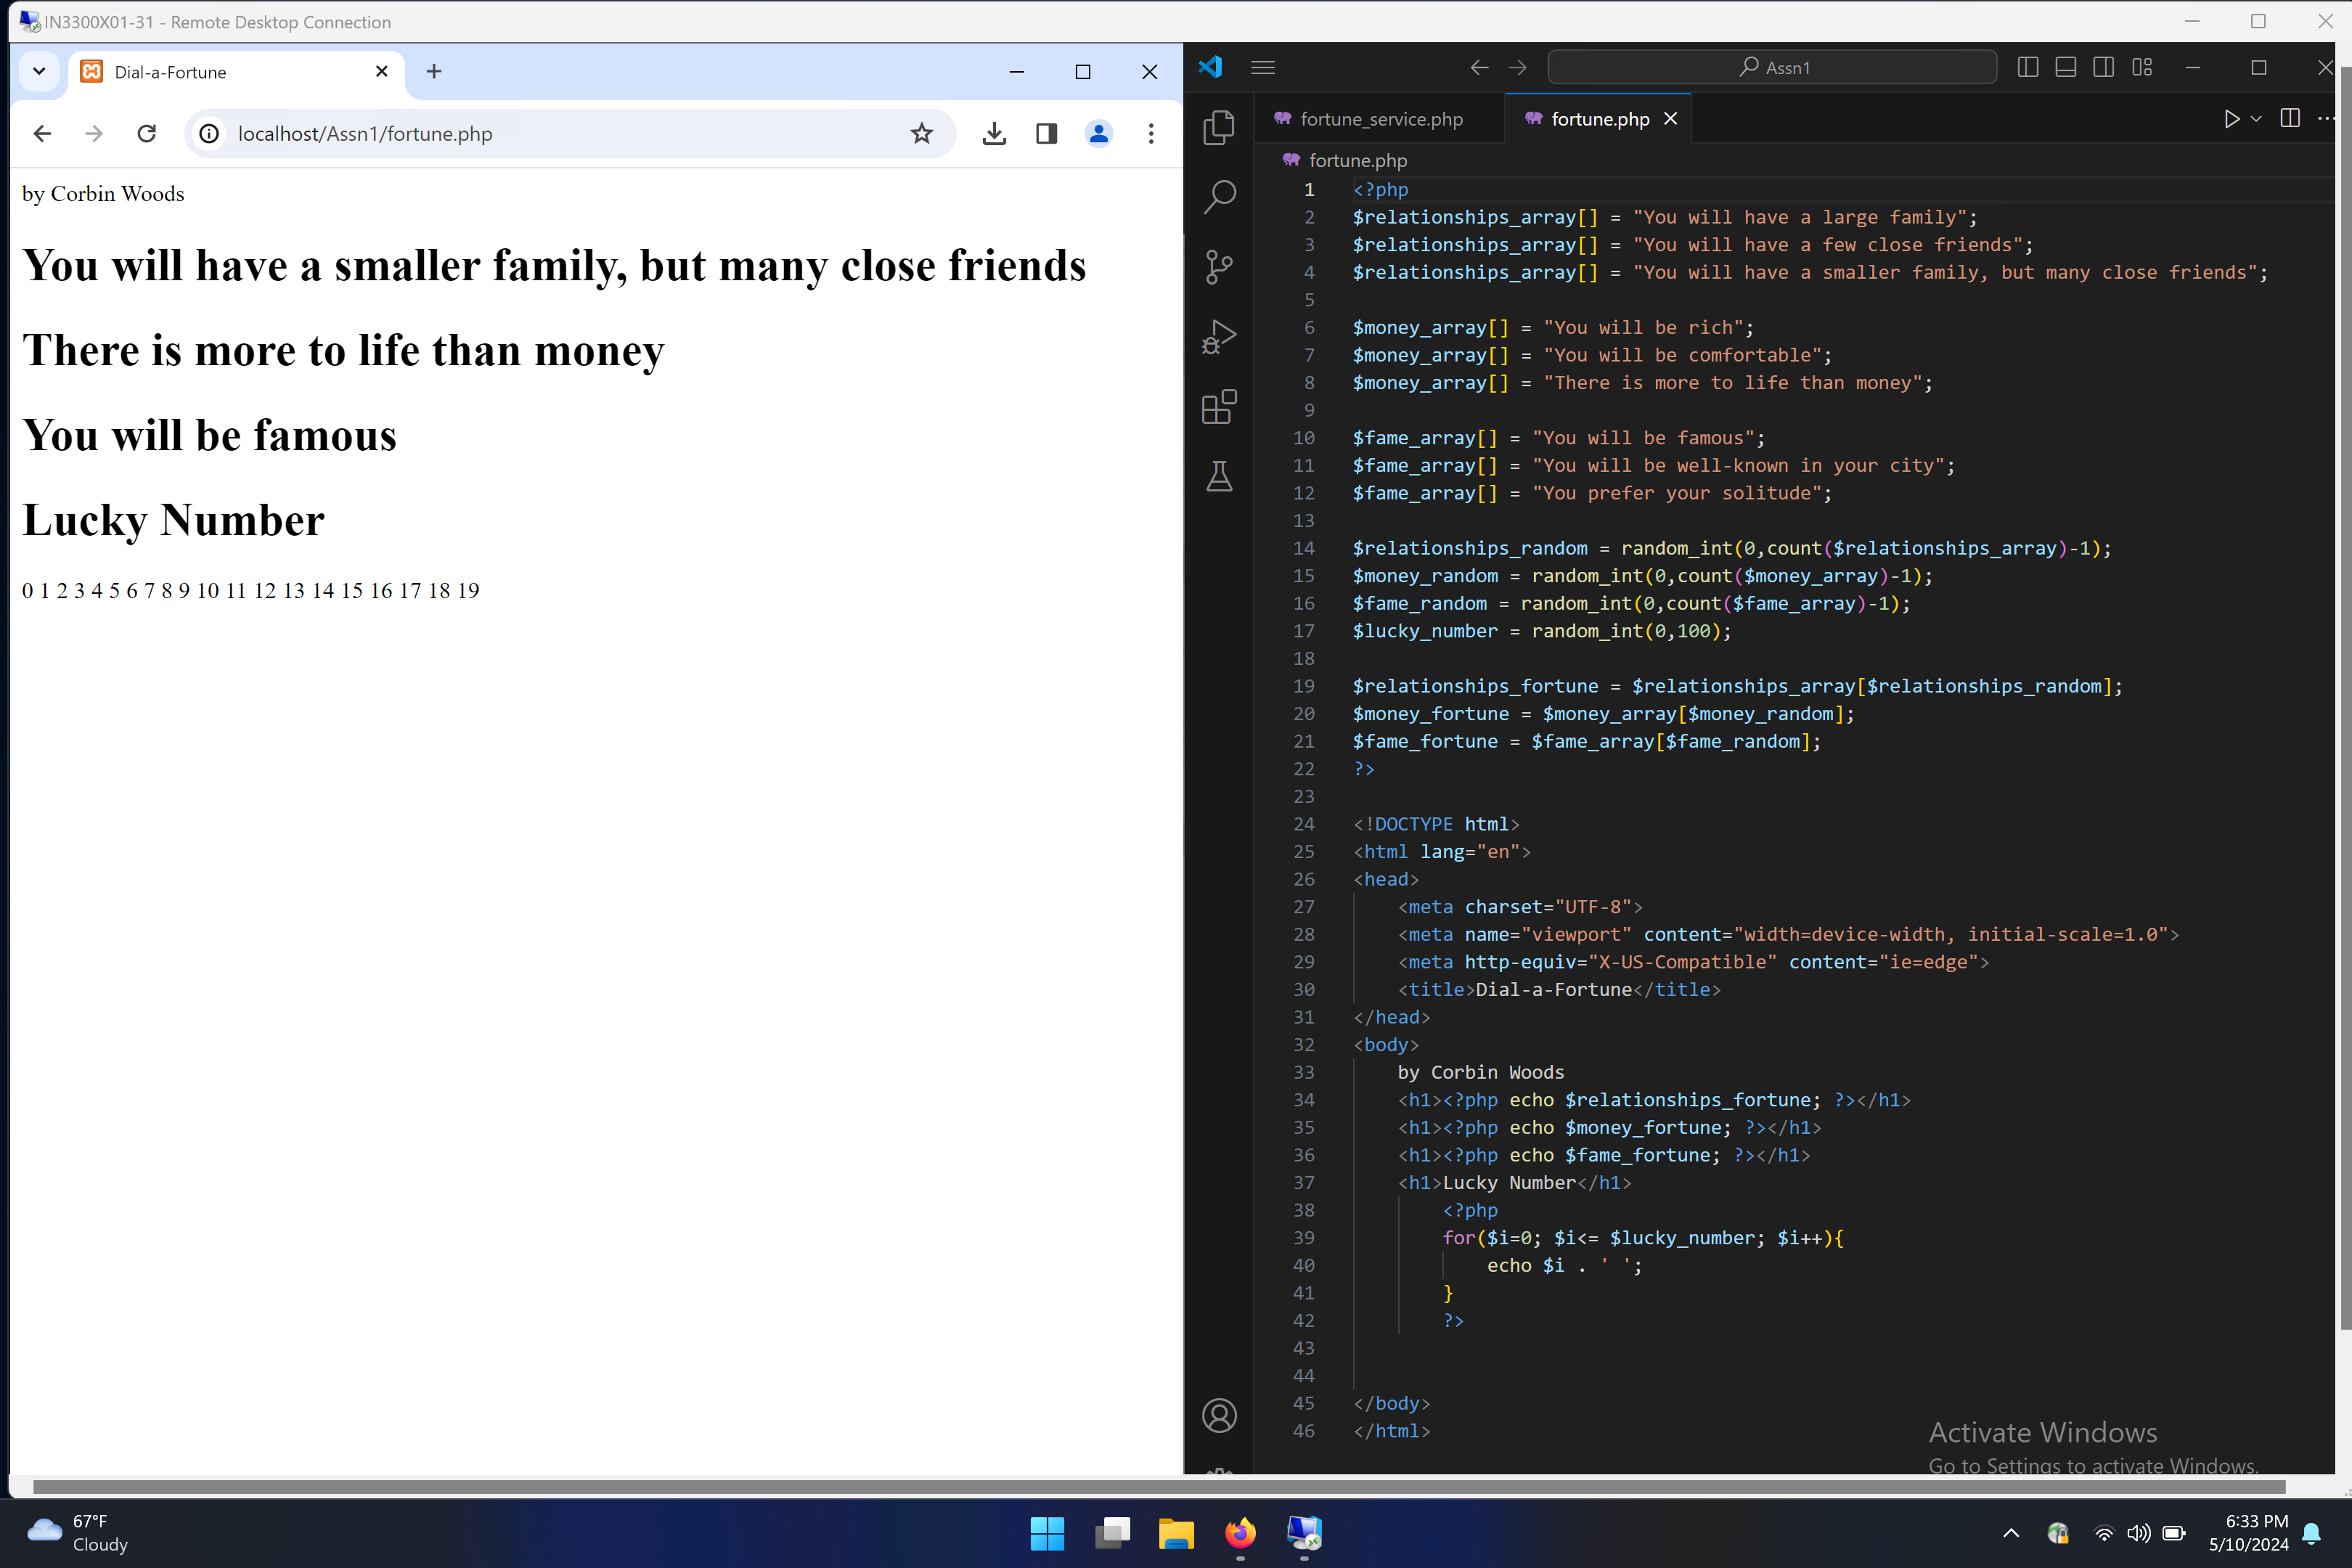 IN3300X01-31 - Remote Desktop Connection
Dial-a-Fortune
localhost/Assn1/fortune.php
by Corbin Woods
You will have a smaller family, but many close friends
There is more to life than money
You will be famous
Lucky Number
0 1 2 3 4 5 6 7 8 9 10 11 12 13 14 15 16 17 18 19
Assn1
fortune_service.php
fortune.php
fortune.php
1 <?php
2 $relationships_array[] = "You will have a large family";
3 $relationships_array[] = "You will have a few close friends";
4 $relationships_array[] = "You will have a smaller family, but many close friends";
5
6 $money_array[] = "You will be rich";
7 $money_array[] = "You will be comfortable";
8 $money_array[] = "There is more to life than money";
9
10 $fame_array[] = "You will be famous";
11 $fame_array[] = "You will be well-known in your city";
12 $fame_array[] = "You prefer your solitude";
13
14 $relationships_random = random_int(0,count($relationships_array)-1);
15 $money_random = random_int(0,count($money_array)-1);
16 $fame_random = random_int(0,count($fame_array)-1);
17 $lucky_number = random_int(0,100);
18
19 $relationships_fortune = $relationships_array[$relationships_random];
20 $money_fortune = $money_array[$money_random];
21 $fame_fortune = $fame_array[$fame_random];
22 ?>
23
24 <!DOCTYPE html>
25 <html lang="en">
26 <head>
27 <meta charset="UTF-8">
28 <meta name="viewport" content="width=device-width, initial-scale=1.0">
29 <meta http-equiv="X-US-Compatible" content="ie=edge">
30 <title>Dial-a-Fortune</title>
31 </head>
32 <body>
33 by Corbin Woods
34 <h1><?php echo $relationships_fortune; ?></h1>
35 <h1><?php echo $money_fortune; ?></h1>
36 <h1><?php echo $fame_fortune; ?></h1>
37 <h1>Lucky Number</h1>
38 <?php
39 for($i=0; $i<= $lucky_number; $i++){
40 echo $i . ' ';
41 }
42 ?>
43
44
45 </body>
46 </html>
Activate Windows
Go to Settings to activate Windows.
67°F
Cloudy
6:33 PM
5/10/2024